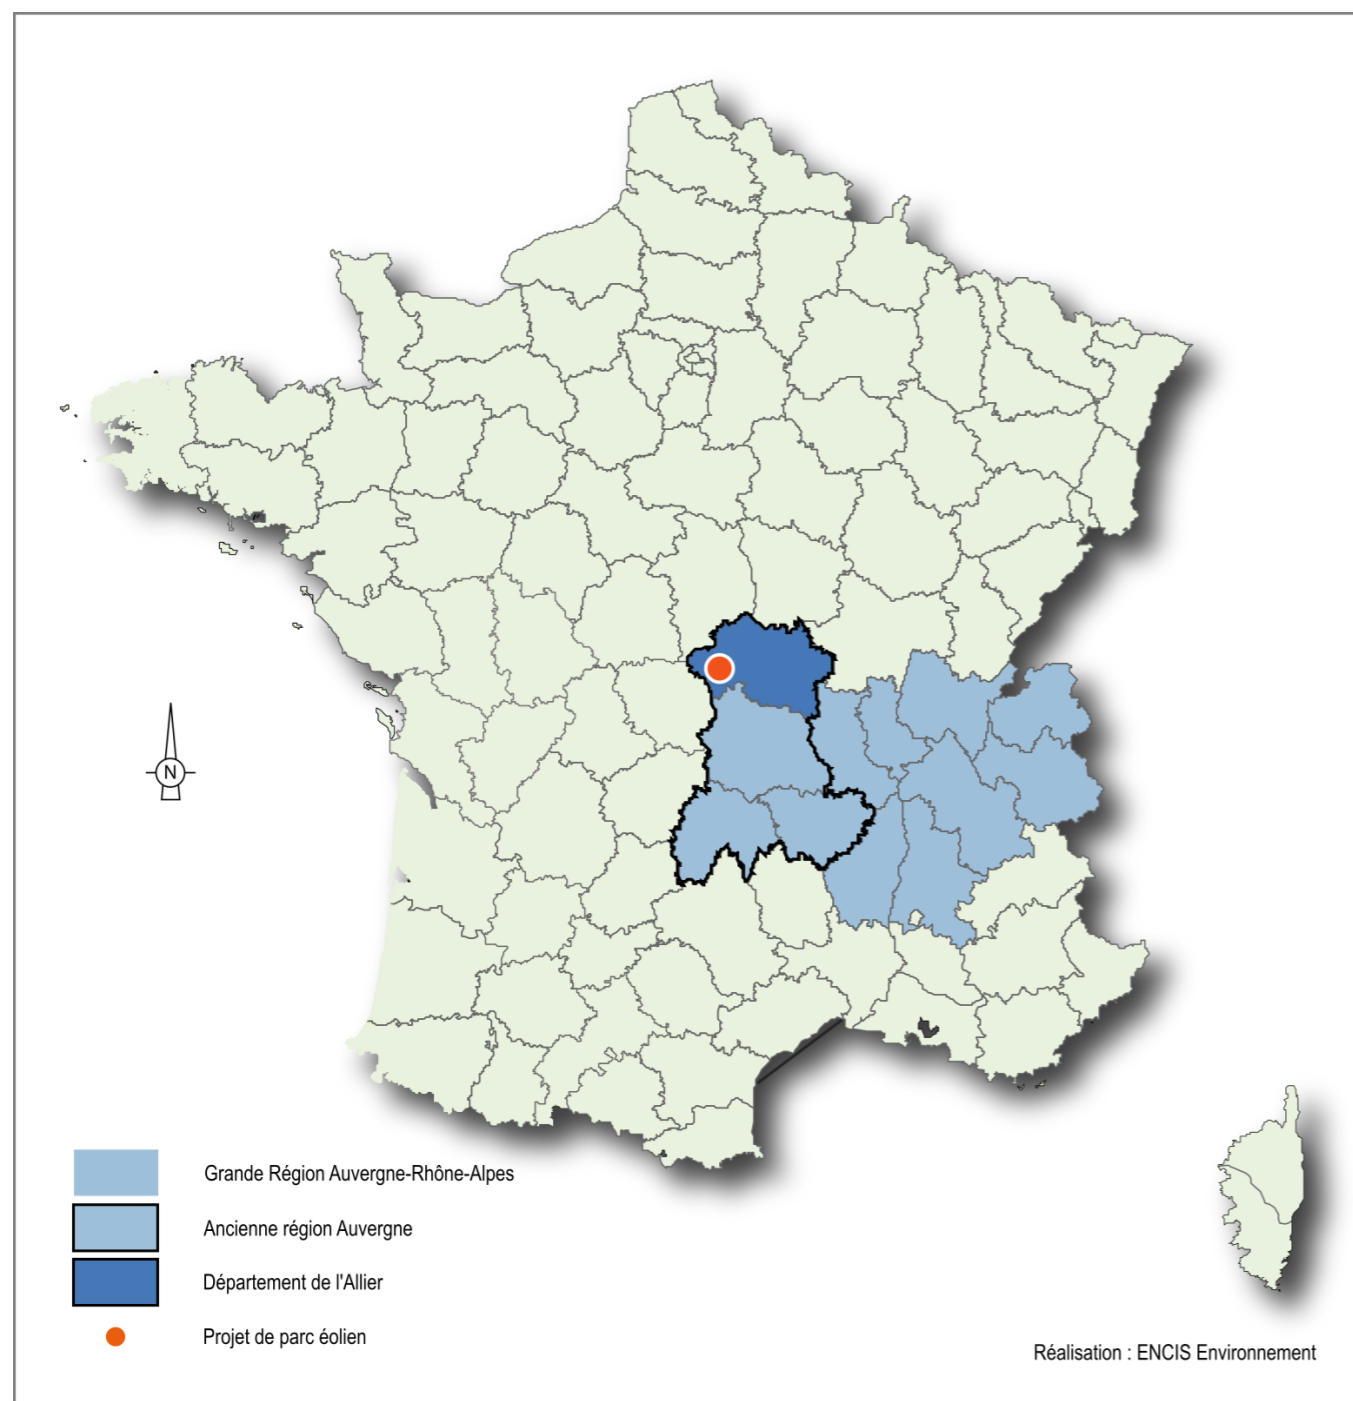 N
Grande Région Auvergne-Rhône-Alpes
Ancienne région Auvergne
Département de l'Allier
Projet de parc éolien
Réalisation : ENCIS Environnement